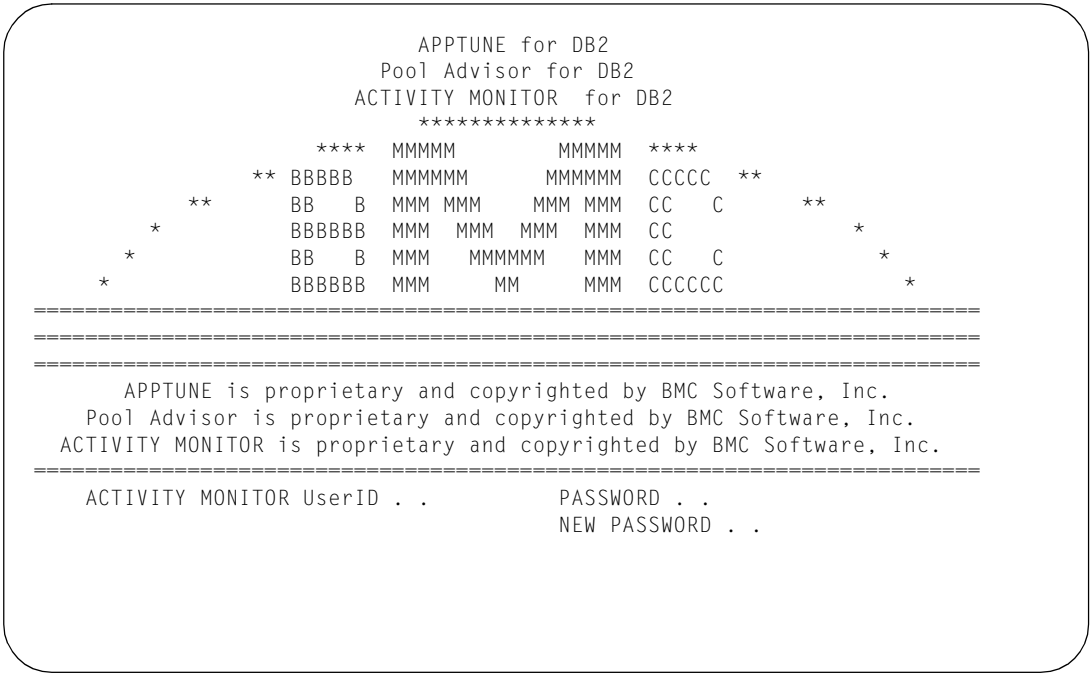 APPTUNE for DB2
Pool Advisor for DB2
ACTIVITY MONITOR  for DB2
**************
**** MMMMM        MMMMM ****
** BBBBB   MMMMMM      MMMMMM  CCCCC  **
**      BB   B  MMM MMM    MMM MMM  CC   C      **
*          BBBBBB  MMM  MMM  MMM  MMM  CC              *
*            BB   B  MMM   MMMMMM   MMM  CC   C            *
*              BBBBBB  MMM     MM     MMM  CCCCCC              *
==========================================================================
==========================================================================
==========================================================================
APPTUNE is proprietary and copyrighted by BMC Software, Inc.
Pool Advisor is proprietary and copyrighted by BMC Software, Inc.
ACTIVITY MONITOR is proprietary and copyrighted by BMC Software, Inc.
==========================================================================
ACTIVITY MONITOR UserID . .          PASSWORD . .
NEW PASSWORD . .